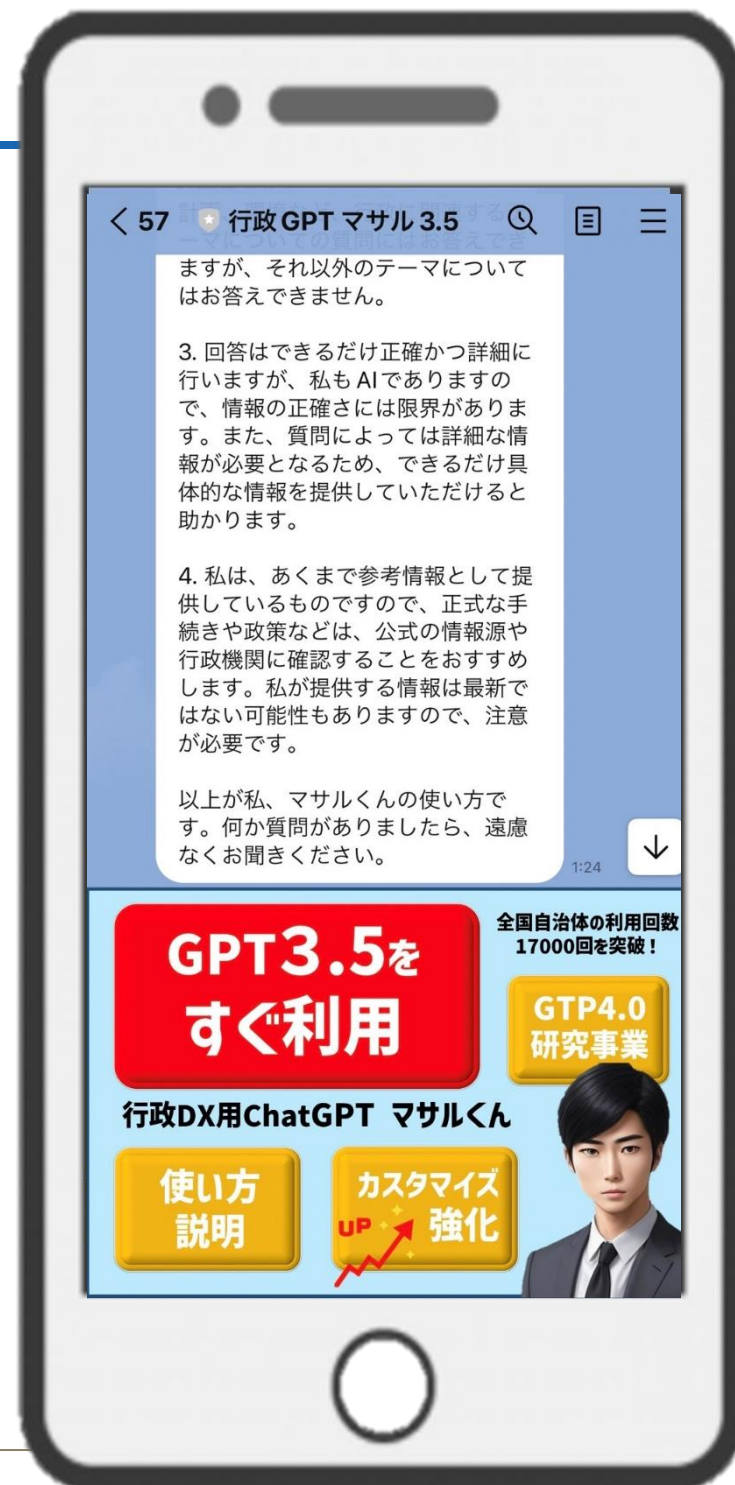 57 行政GPT マサル3.5
ますが、それ以外のテーマについて
はお答えできません。
3. 回答はできるだけ正確かつ詳細に
行いますが、私もAIでありますの
で、情報の正確さには限界がありま
す。また、質問によっては詳細な情
報が必要となるため、できるだけ具
体的な情報を提供していただけると
助かります。
4. 私は、あくまで参考情報として提
供しているものですので、正式な手
続きや政策などは、公式の情報源や
行政機関に確認することをおすすめ
します。私が提供する情報は最新で
はない可能性もありますので、注意
が必要です。
以上が私、マサルくんの使い方で
す。何か質問がありましたら、遠慮
なくお聞きください。
1:24
GPT3.5を
すぐ利用
全国自治体の利用回数
17000回を突破！
GTP4.0
研究事業
行政DX用ChatGPT マサルくん
使い方
説明
カスタマイズ
UP 強化